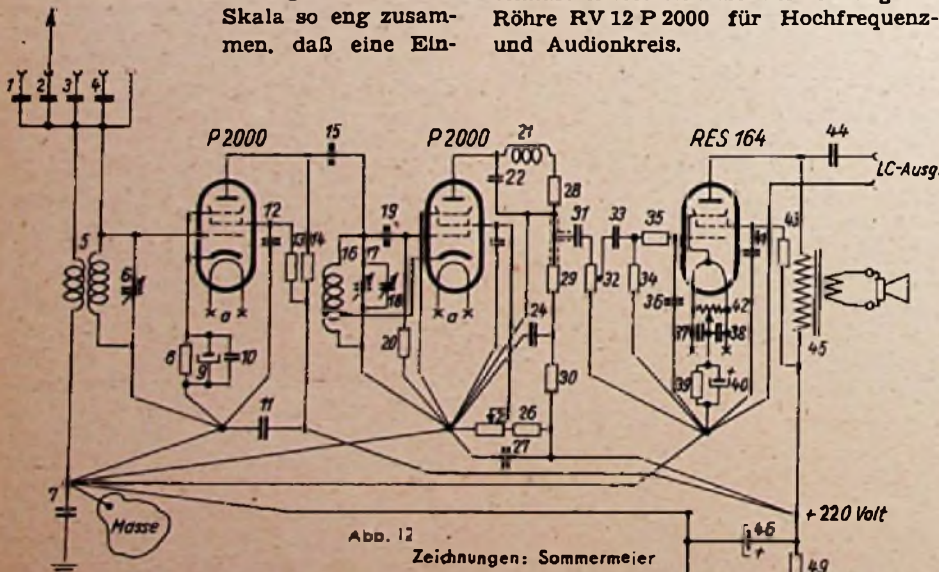 Skala so eng zusam-
men, daß eine Ein-
Röhre RV 12 P 2000 für Hochfrequenz-
und Audionkreis.
1 2 3 4
P 2000 15 P 2000 21 RES 164 44
LC-Ausg.
22 28
5 6 12 13 14 16 17 18 19 31 33 35 43
29 32 34 36 41
a a 42
8 9 10 20 24 37 38 45
30 39 40
11 26
27
7
Masse
+ 220 Volt
Abb. 12
46
+
Zeichnungen: Sommermeier
49